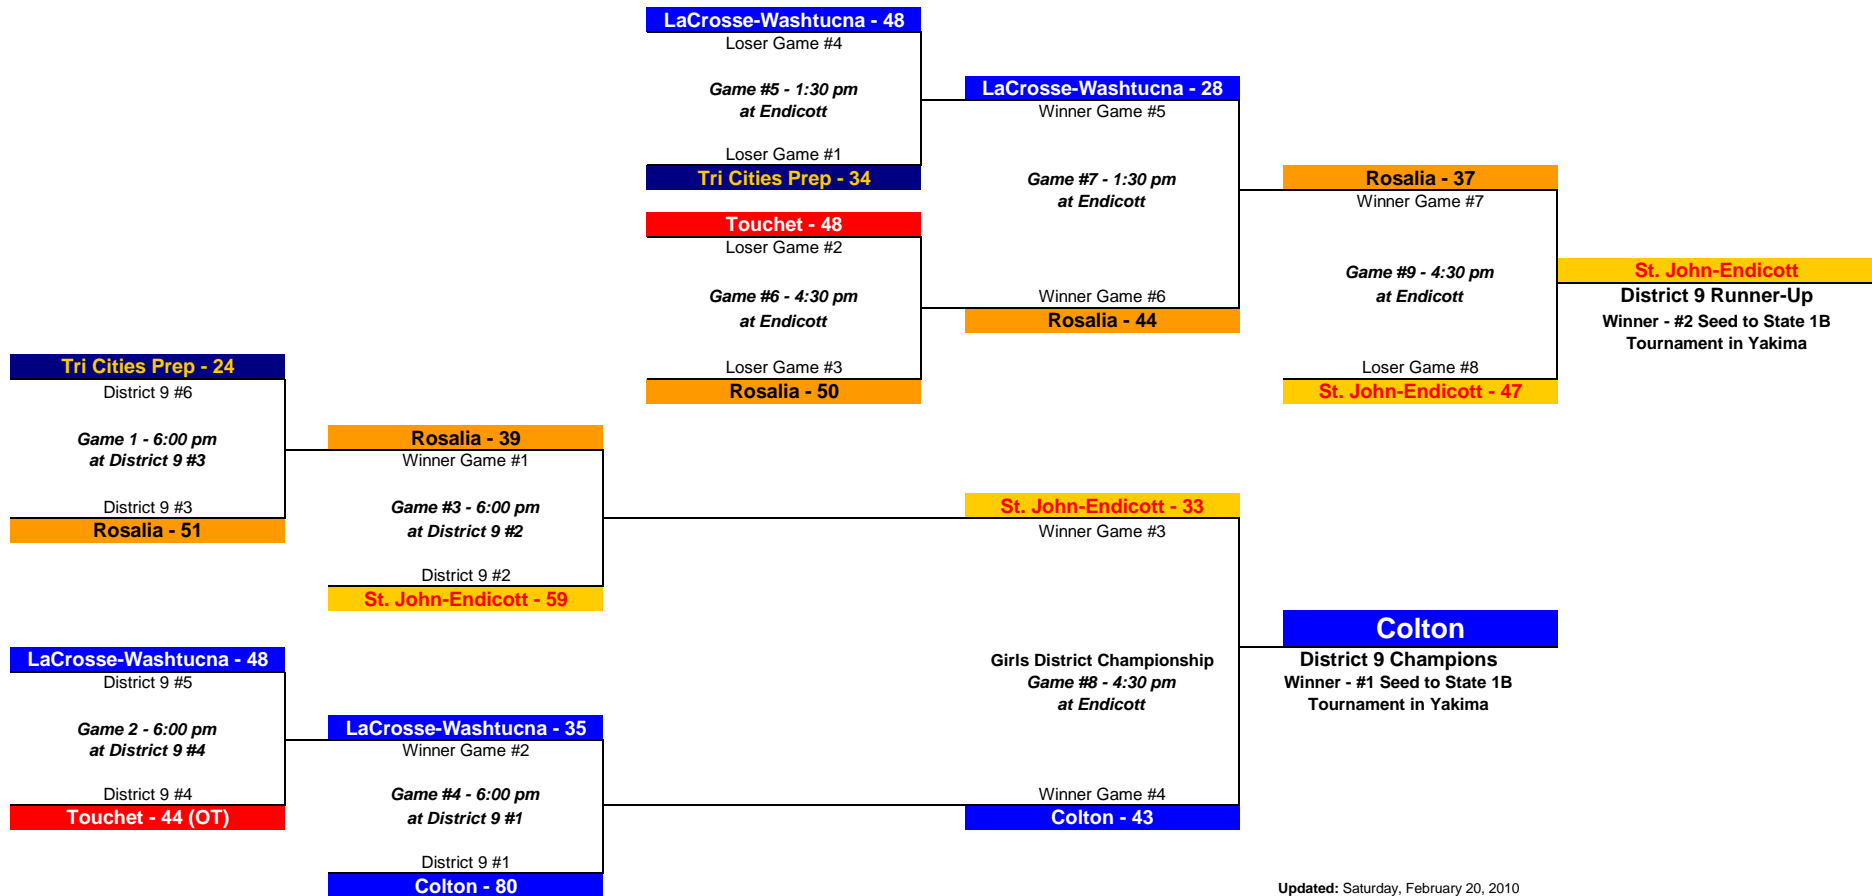 LaCrosse-Washtucna - 48
Loser Game #4
Game #5 - 1:30 pm
at Endicott
Loser Game #1
Tri Cities Prep - 34
Touchet - 48
Loser Game #2
Game #6 - 4:30 pm
at Endicott
Loser Game #3
Rosalia - 50
LaCrosse-Washtucna - 28
Winner Game #5
Game #7 - 1:30 pm
at Endicott
Winner Game #6
Rosalia - 44
Rosalia - 37
Winner Game #7
Game #9 - 4:30 pm
at Endicott
Loser Game #8
St. John-Endicott - 47
St. John-Endicott
District 9 Runner-Up
Winner - #2 Seed to State 1B
Tournament in Yakima
Tri Cities Prep - 24
District 9 #6
Game 1 - 6:00 pm
at District 9 #3
District 9 #3
Rosalia - 51
Rosalia - 39
Winner Game #1
Game #3 - 6:00 pm
at District 9 #2
District 9 #2
St. John-Endicott - 59
LaCrosse-Washtucna - 48
District 9 #5
Game 2 - 6:00 pm
at District 9 #4
District 9 #4
Touchet - 44 (OT)
LaCrosse-Washtucna - 35
Winner Game #2
Game #4 - 6:00 pm
at District 9 #1
District 9 #1
Colton - 80
St. John-Endicott - 33
Winner Game #3
Girls District Championship
Game #8 - 4:30 pm
at Endicott
Winner Game #4
Colton - 43
Colton
District 9 Champions
Winner - #1 Seed to State 1B
Tournament in Yakima
Updated: Saturday, February 20, 2010